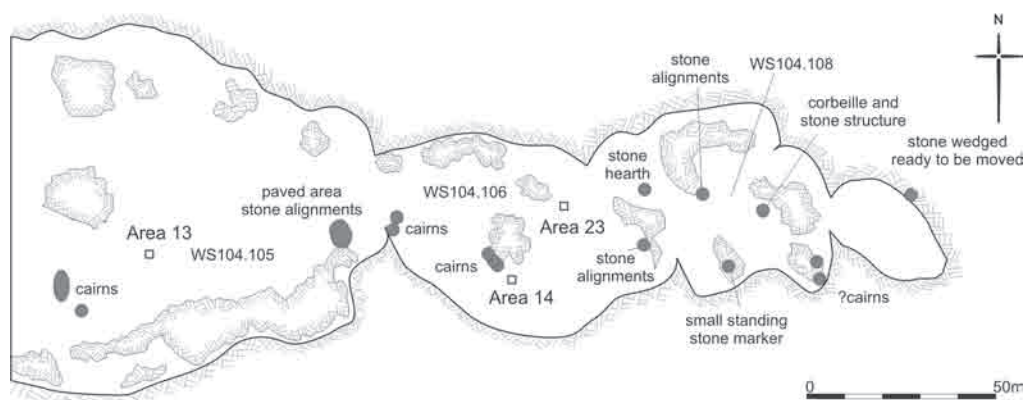 N
stone
alignments
WS104.108
corbeille and
stone structure
stone wedged
ready to be moved
stone
hearth
paved area
stone alignments
WS104.106
cairns
Area 23
Area 13
WS104.105
cairns
stone
alignments
cairns
Area 14
?cairns
small standing
stone marker
0
50m